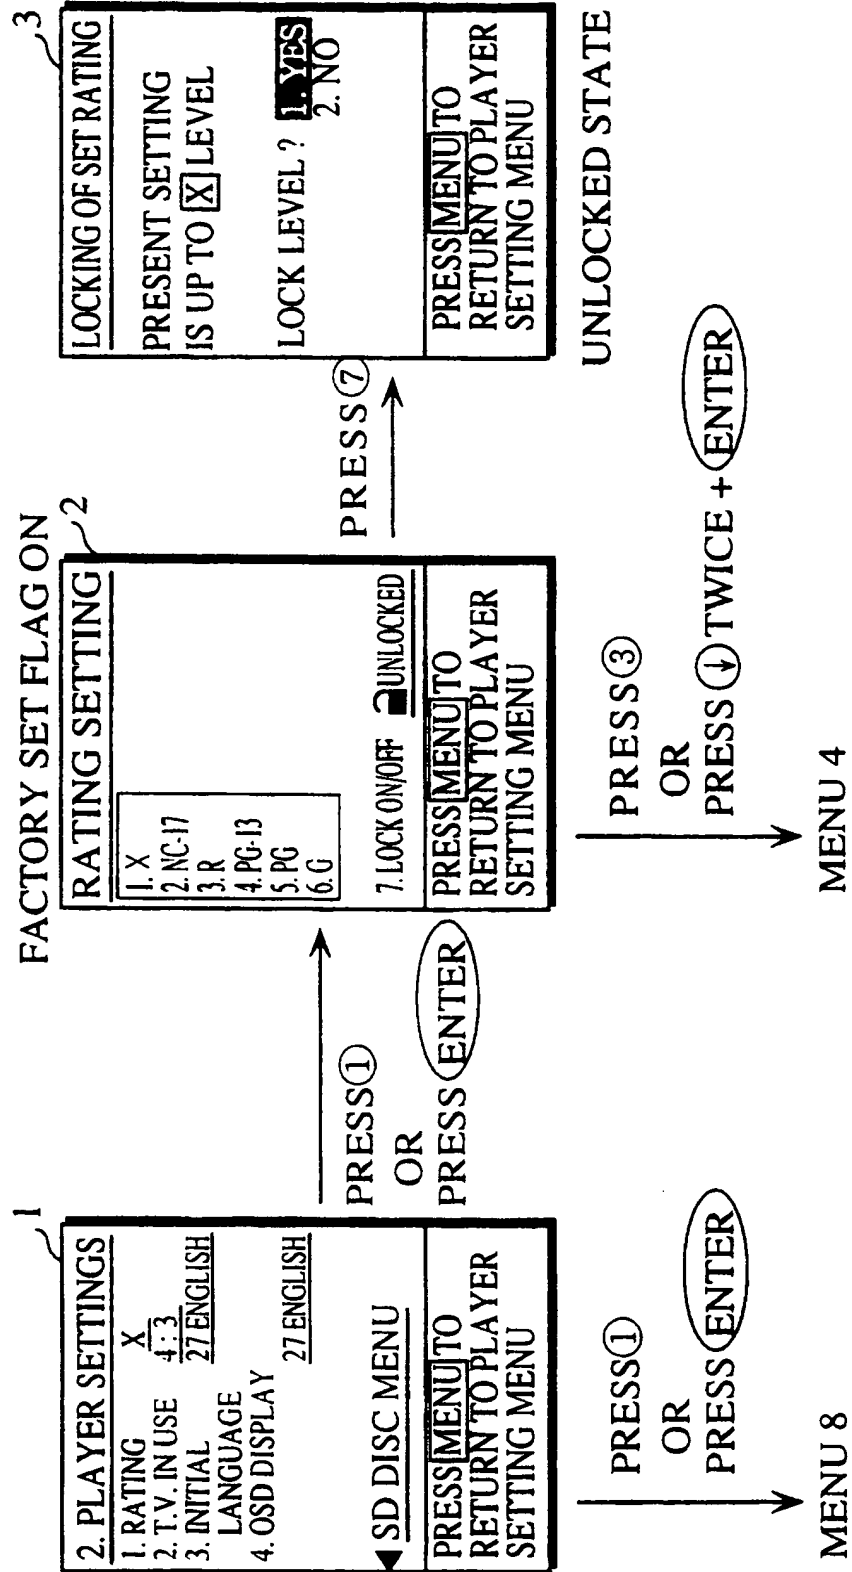 1
2. PLAYER SETTINGS
1. RATING X
2. T.V. IN USE 4 : 3
3. INITIAL 27 ENGLISH
LANGUAGE
4. OSD DISPLAY
27 ENGLISH
SD DISC MENU
PRESS MENU TO
RETURN TO PLAYER
SETTING MENU
PRESS 1
OR
PRESS ENTER
MENU 8
PRESS 1
OR
PRESS ENTER
FACTORY SET FLAG ON
2
RATING SETTING
1. X
2. NC-17
3. R
4. PG-13
5. PG
6. G
7. LOCK ON/OFF UNLOCKED
PRESS MENU TO
RETURN TO PLAYER
SETTING MENU
PRESS 3
OR
PRESS ↓ TWICE + ENTER
MENU 4
PRESS 7
3
LOCKING OF SET RATING
PRESENT SETTING
IS UP TO X LEVEL
LOCK LEVEL ? 1. YES
2. NO
PRESS MENU TO
RETURN TO PLAYER
SETTING MENU
UNLOCKED STATE